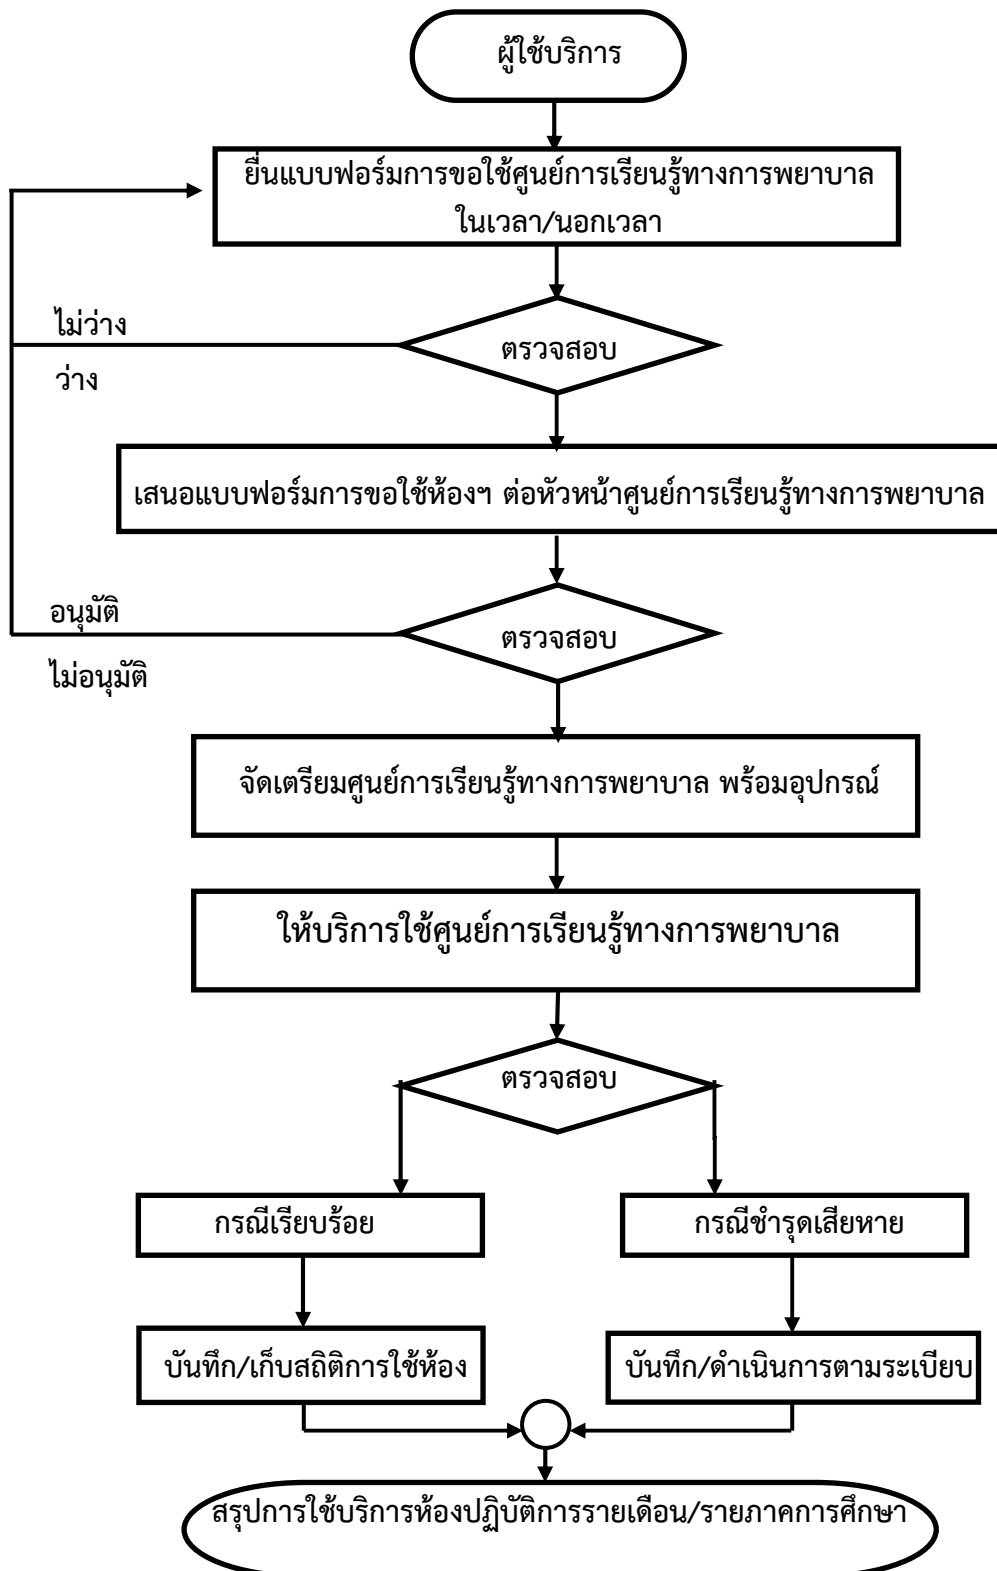 ผู้ใช้บริการ
ยื่นแบบฟอร์มการขอใช้ศูนย์การเรียนรู้ทางการพยาบาล
ในเวลา/นอกเวลา
ไม่ว่าง
ตรวจสอบ
ว่าง
เสนอแบบฟอร์มการขอใช้ห้องฯ ต่อหัวหน้าศูนย์การเรียนรู้ทางการพยาบาล
อนุมัติ
ตรวจสอบ
ไม่อนุมัติ
จัดเตรียมศูนย์การเรียนรู้ทางการพยาบาล พร้อมอุปกรณ์
ให้บริการใช้ศูนย์การเรียนรู้ทางการพยาบาล
ตรวจสอบ
กรณีเรียบร้อย
กรณีชำรุดเสียหาย
บันทึก/เก็บสถิติการใช้ห้อง
บันทึก/ดำเนินการตามระเบียบ
สรุปการใช้บริการห้องปฏิบัติการรายเดือน/รายภาคการศึกษา